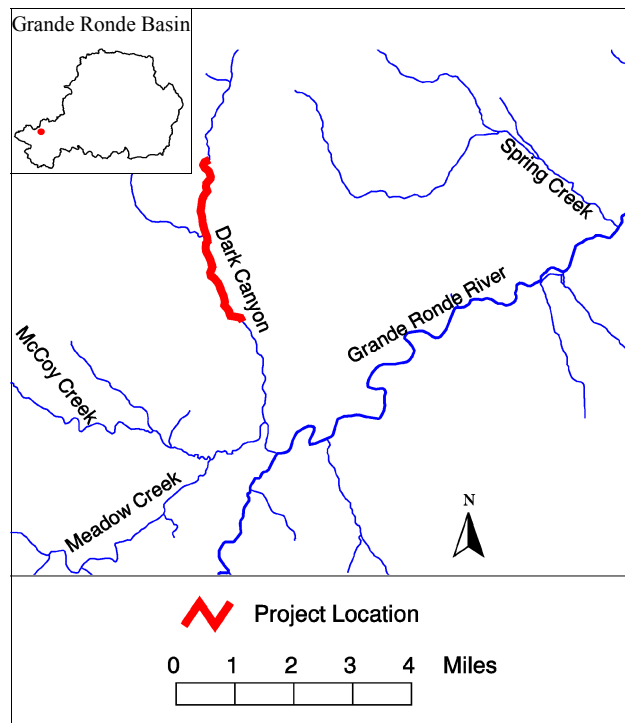 Grande Ronde Basin
Spring Creek
Dark Canyon
Grande Ronde River
McCoy Creek
Meadow Creek
N
Project Location
0 1 2 3 4 Miles